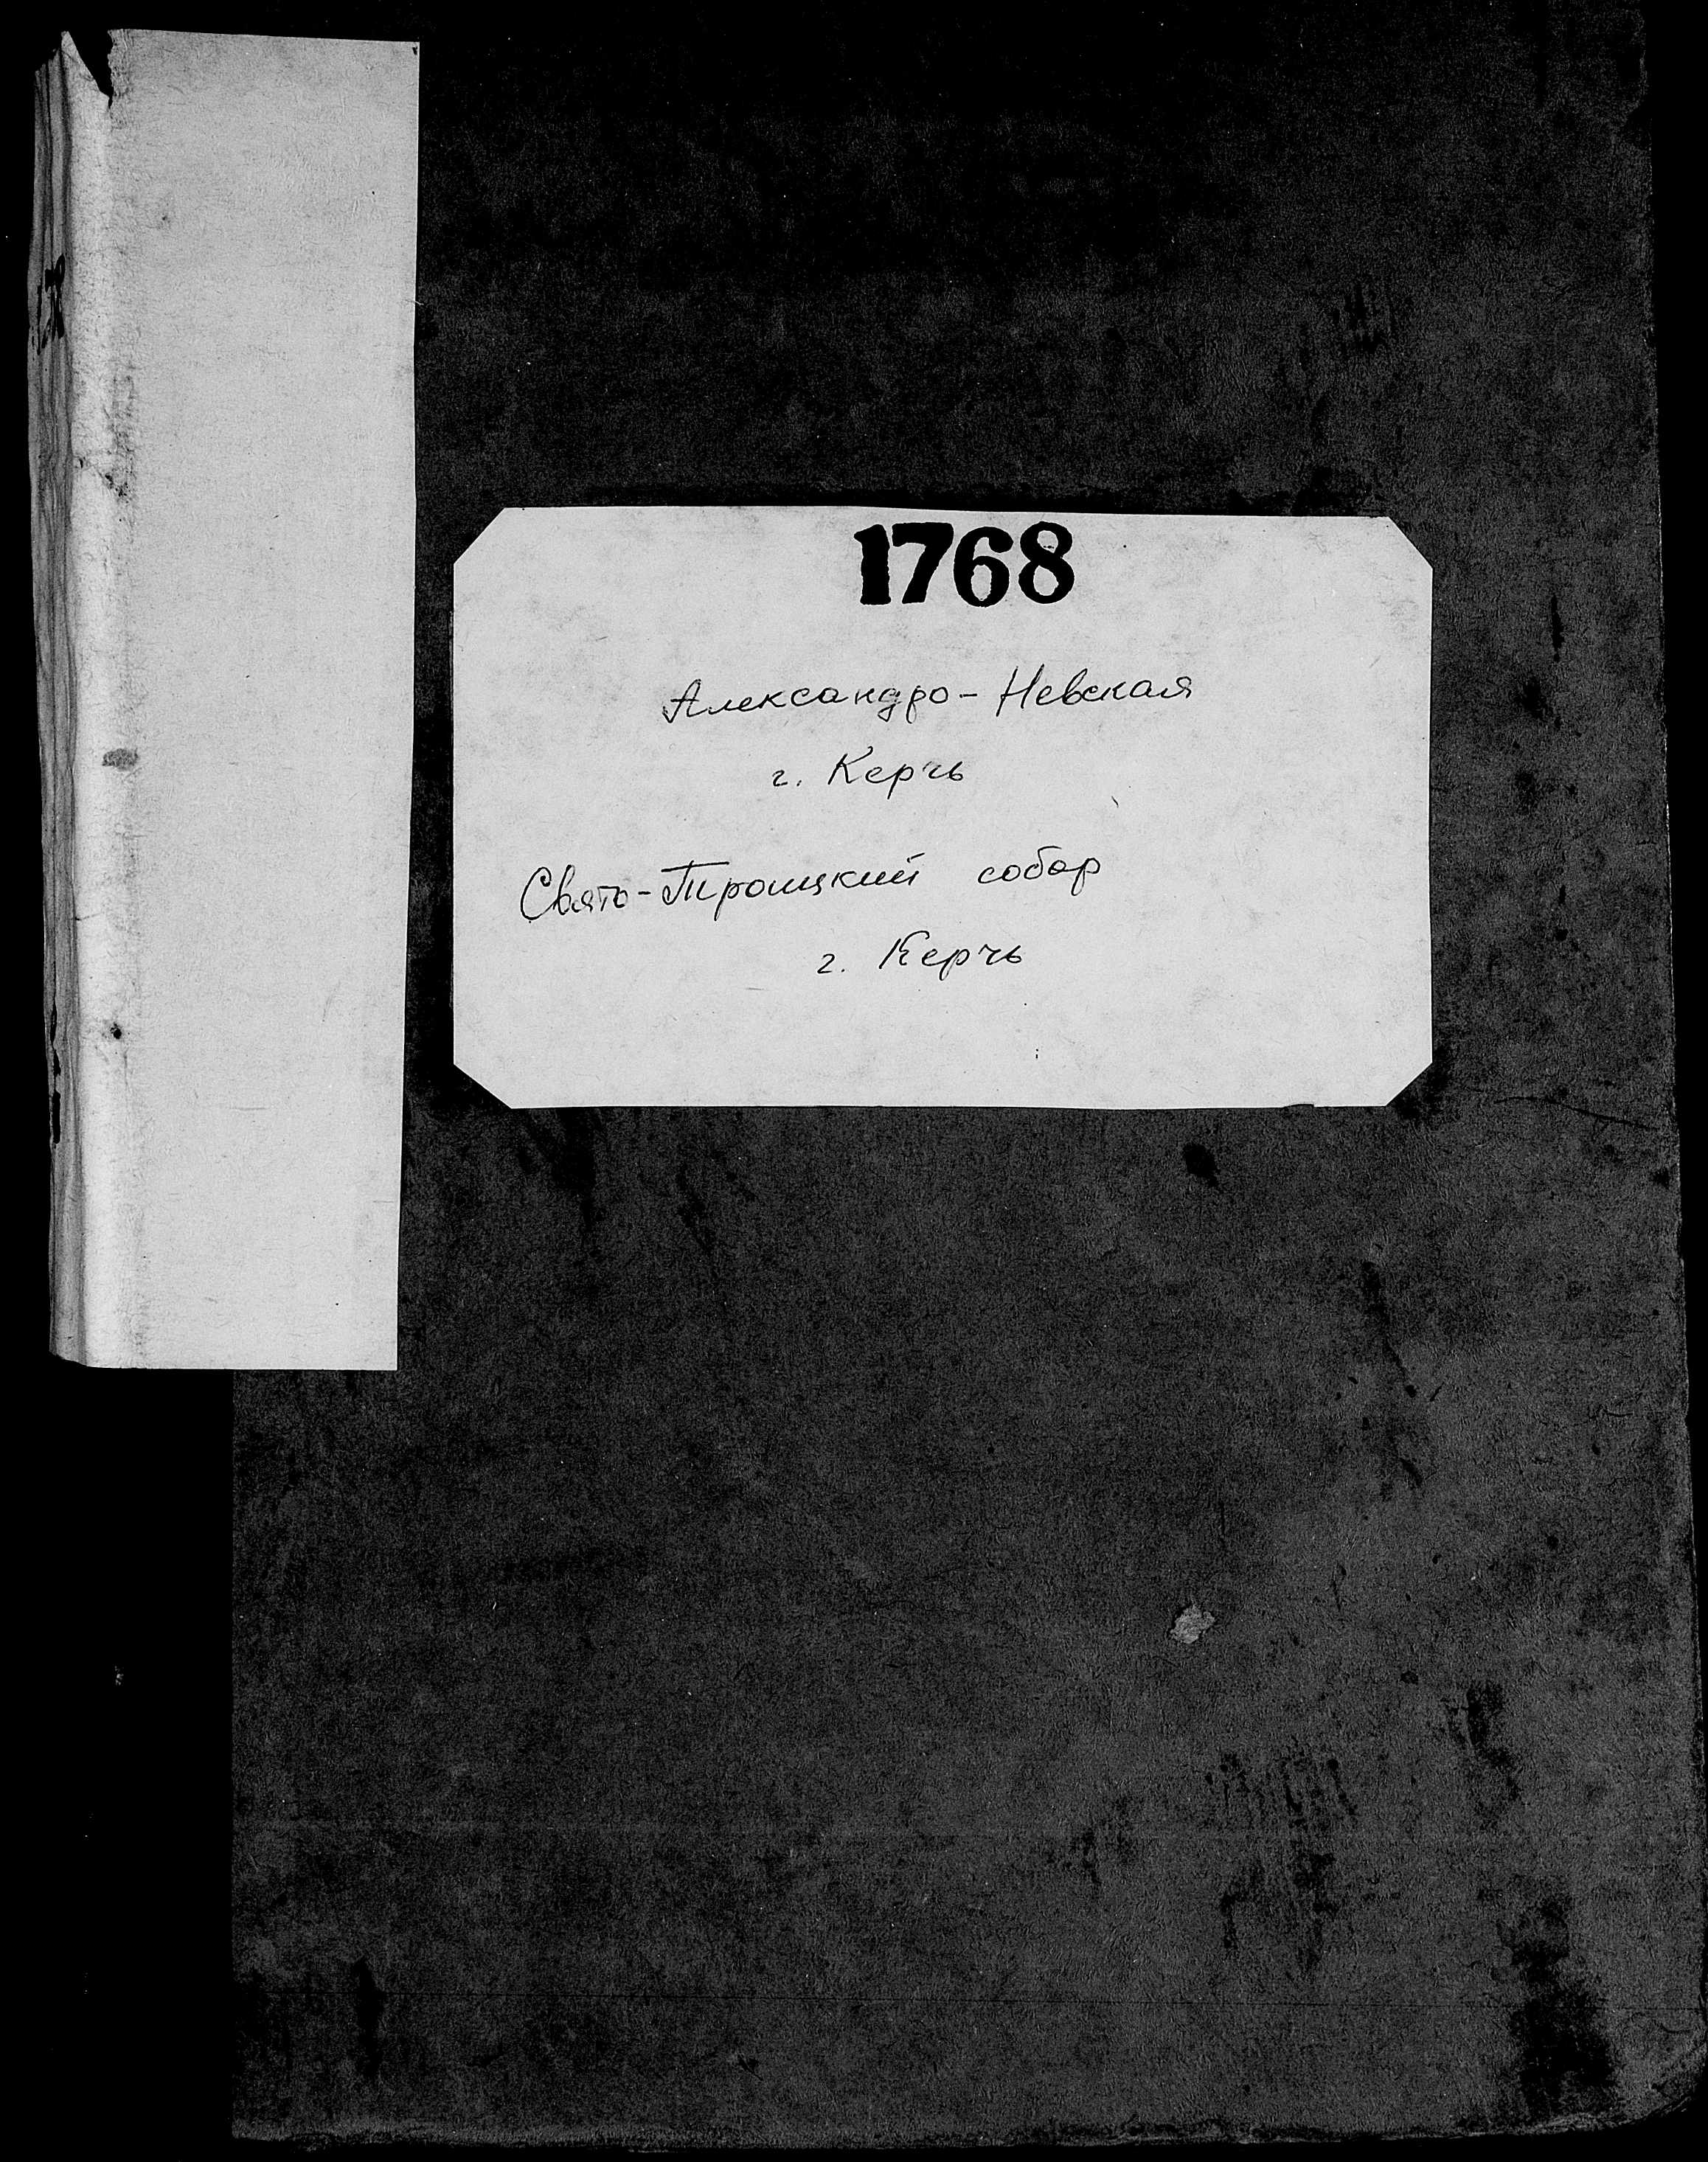 1768
Александро-Невская
г. Керчь
Свято-Троицкий собор
г. Керчь